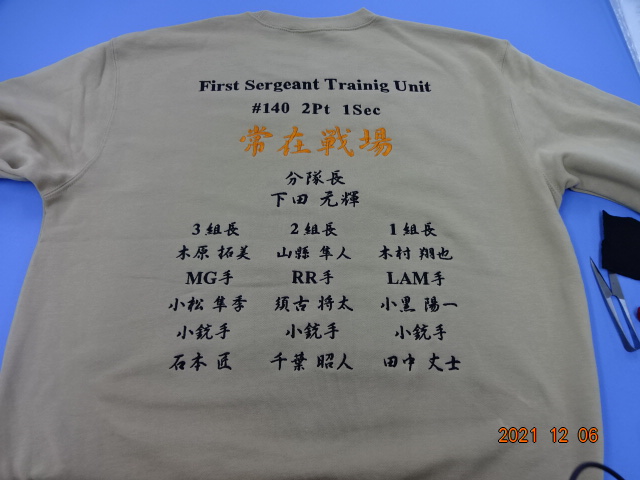 First Sergeant Trainig Unit
#140 2Pt 1Sec
常在戦場
分隊長
下田 元輝
3組長 2組長 1組長
木原 拓美 山縣 隼人 木村 翔也
MG手 RR手 LAM手
小松 隼季 須古 将太 小黒 陽一
小銃手 小銃手 小銃手
石本 匠 千葉 昭人 田中 丈士
2021 12 06